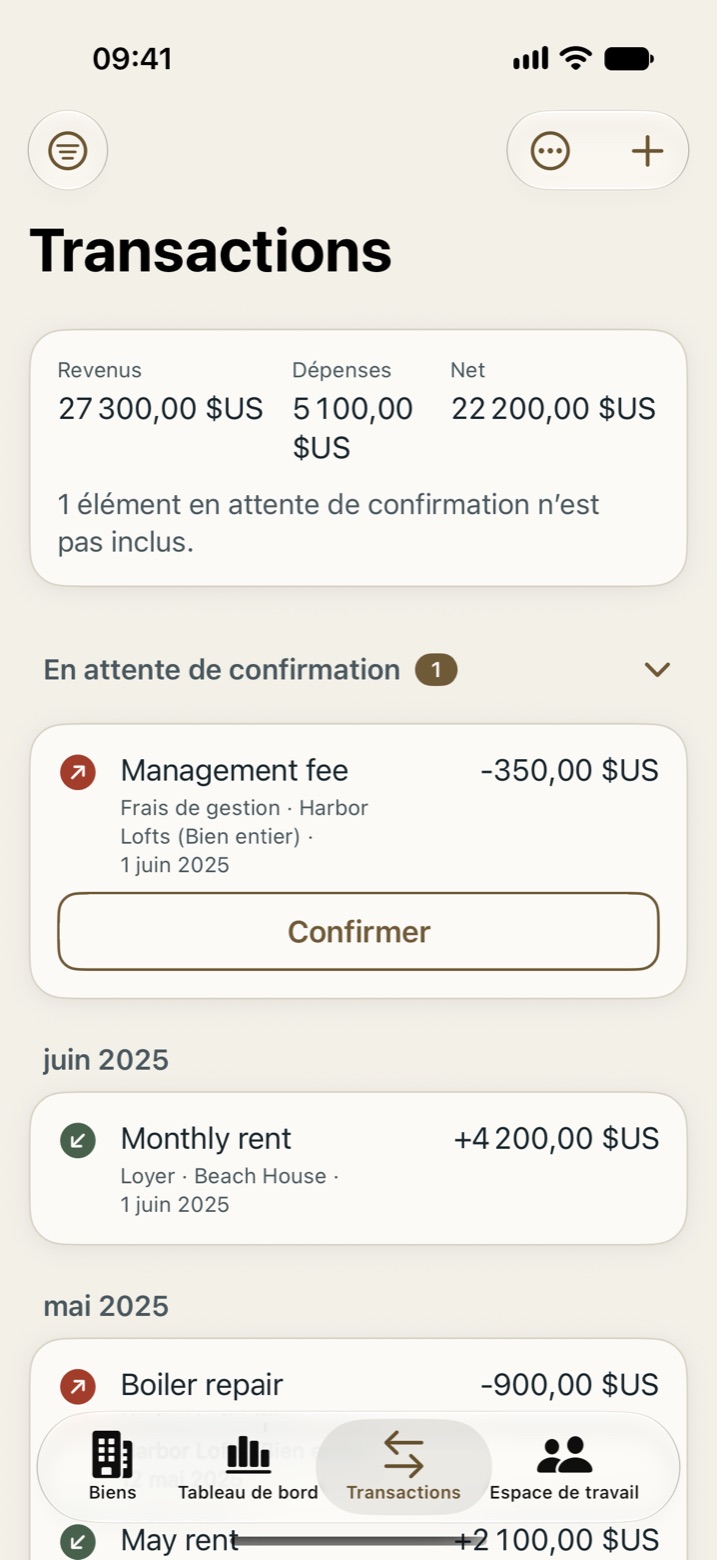 09:41
Transactions
Revenus Dépenses Net
27 300,00 $US 5 100,00 $US 22 200,00 $US
1 élément en attente de confirmation n’est
pas inclus.
En attente de confirmation 1
Management fee -350,00 $US
Frais de gestion · Harbor
Lofts (Bien entier) ·
1 juin 2025
Confirmer
juin 2025
Monthly rent +4 200,00 $US
Loyer · Beach House ·
1 juin 2025
mai 2025
Boiler repair -900,00 $US
Biens Tableau de bord Transactions Espace de travail
May rent +2 100,00 $US